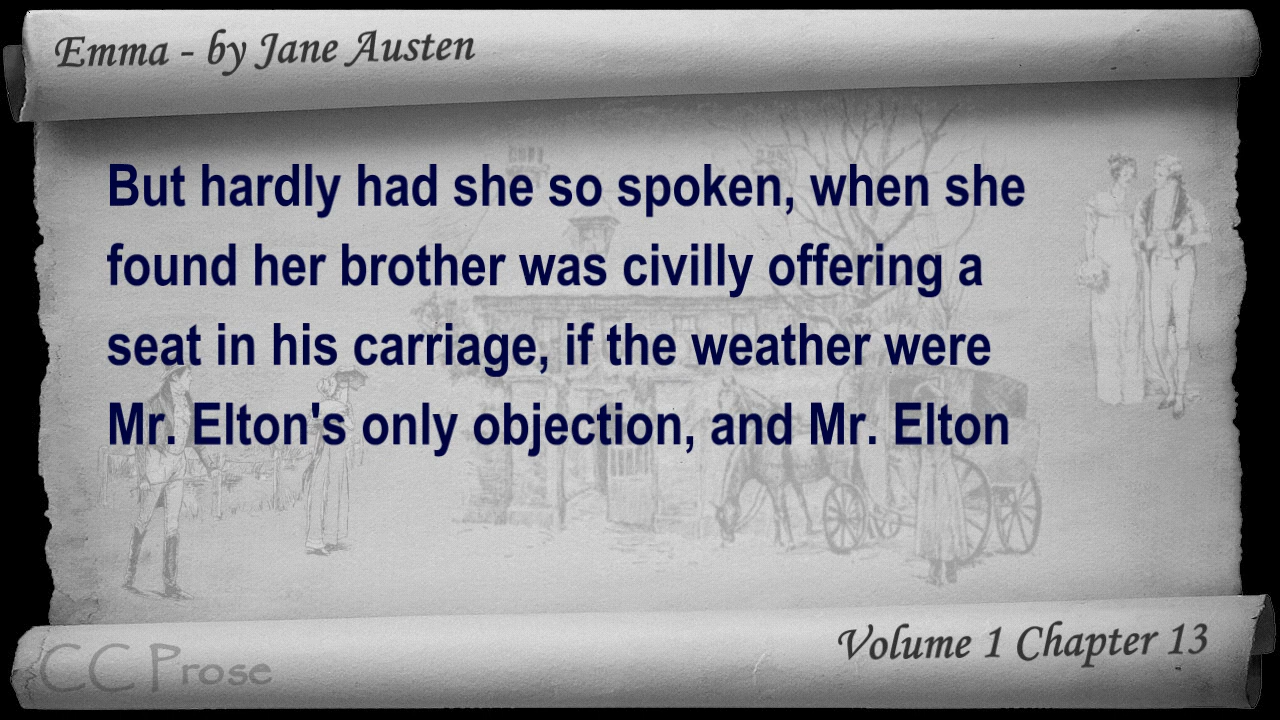 Emma - by Jane Austen
But hardly had she so spoken, when she
found her brother was civilly offering a
seat in his carriage, if the weather were
Mr. Elton's only objection, and Mr. Elton
Volume 1 Chapter 13
CC Prose